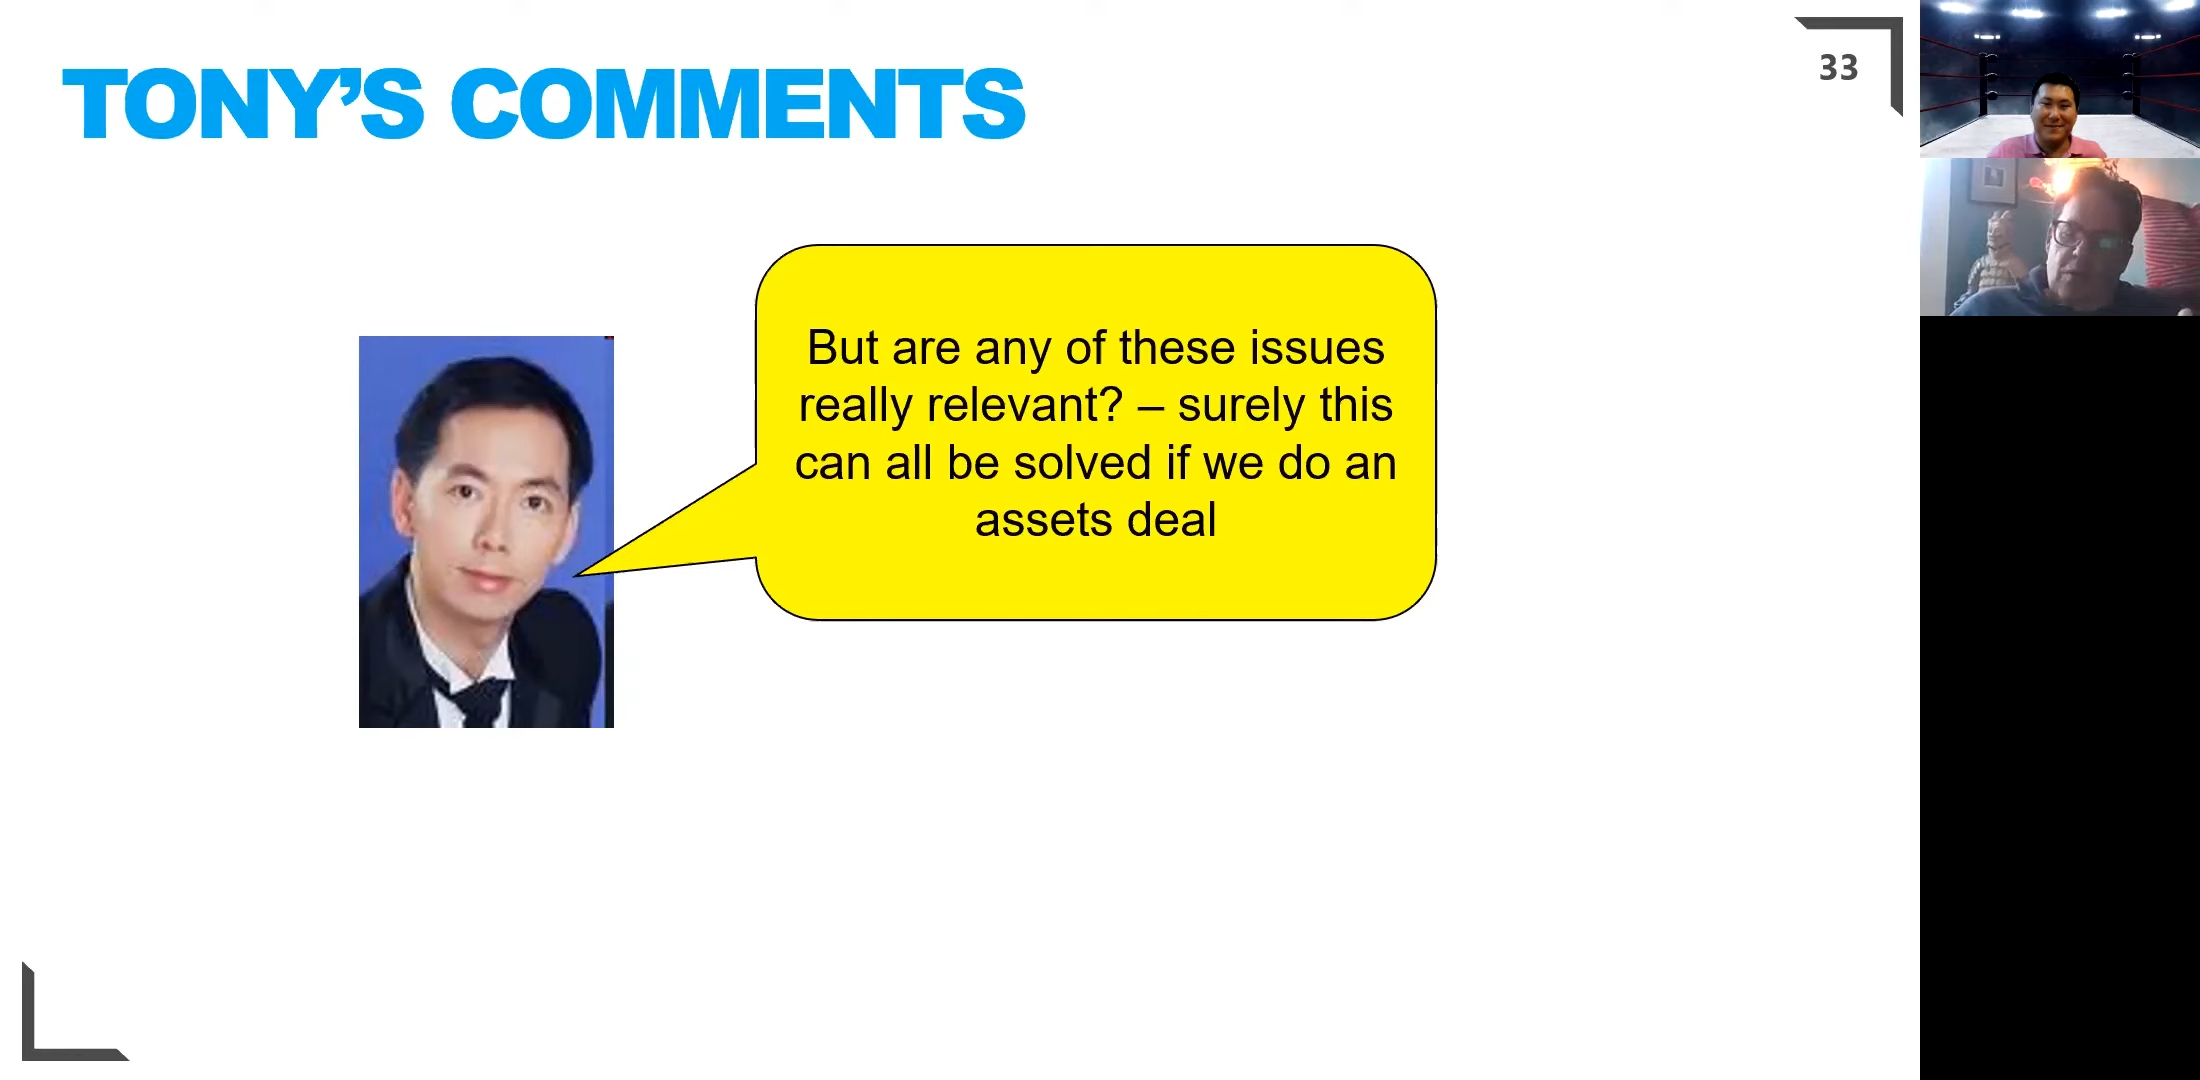 TONY’S COMMENTS
33
But are any of these issues
really relevant? – surely this
can all be solved if we do an
assets deal